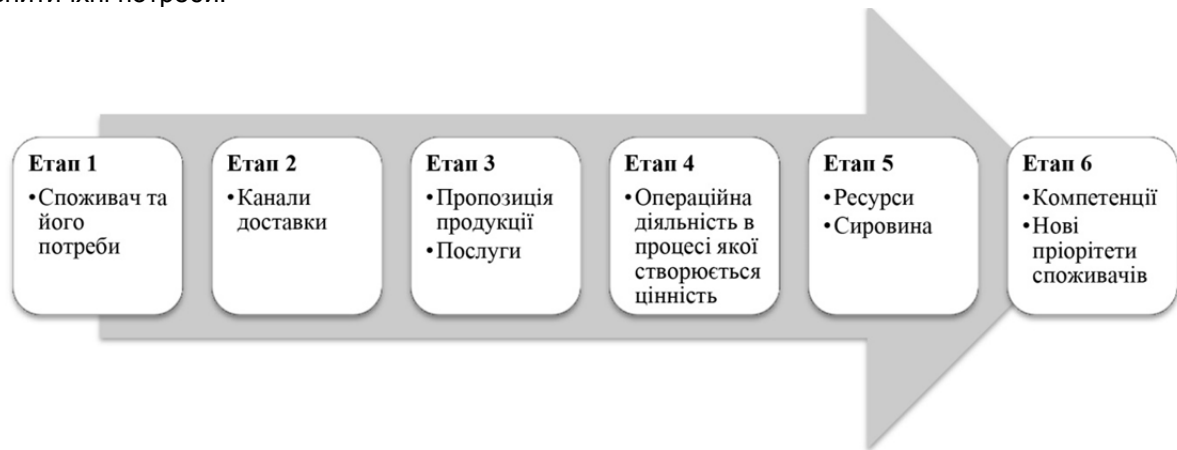 потреби.
Етап 1
•Споживач та
його
потреби
Етап 2
•Канали
доставки
Етап 3
•Пропозиція
продукції
•Послуги
Етап 4
•Операційна
діяльність в
процесі якої
створюється
цінність
Етап 5
•Ресурси
•Сировина
Етап 6
•Компетенції
•Нові
пріорітети
споживачів